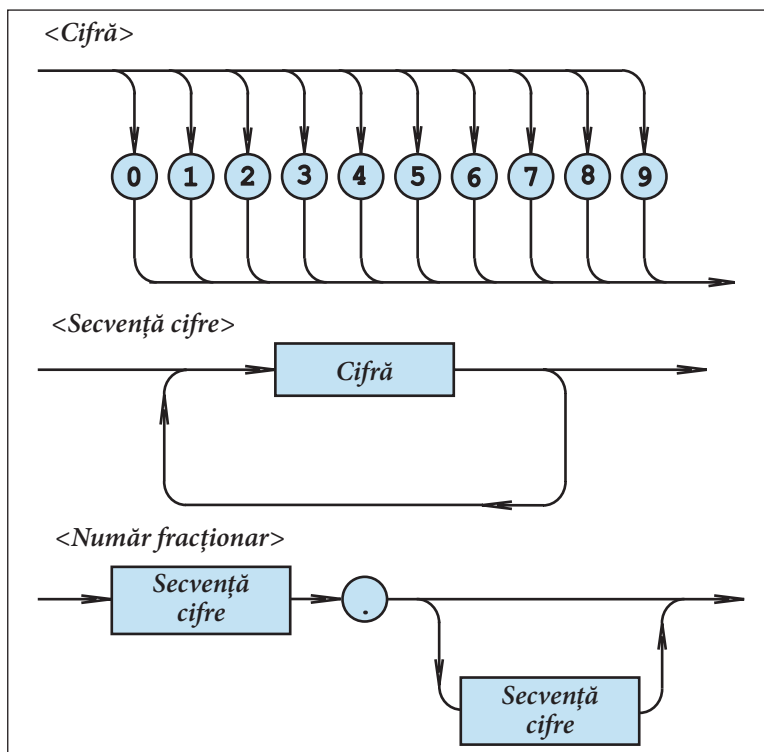 <Cifră>
0 1 2 3 4 5 6 7 8 9
<Secvență cifre>
Cifră
<Număr fracționar>
Secvență
cifre
.
Secvență
cifre